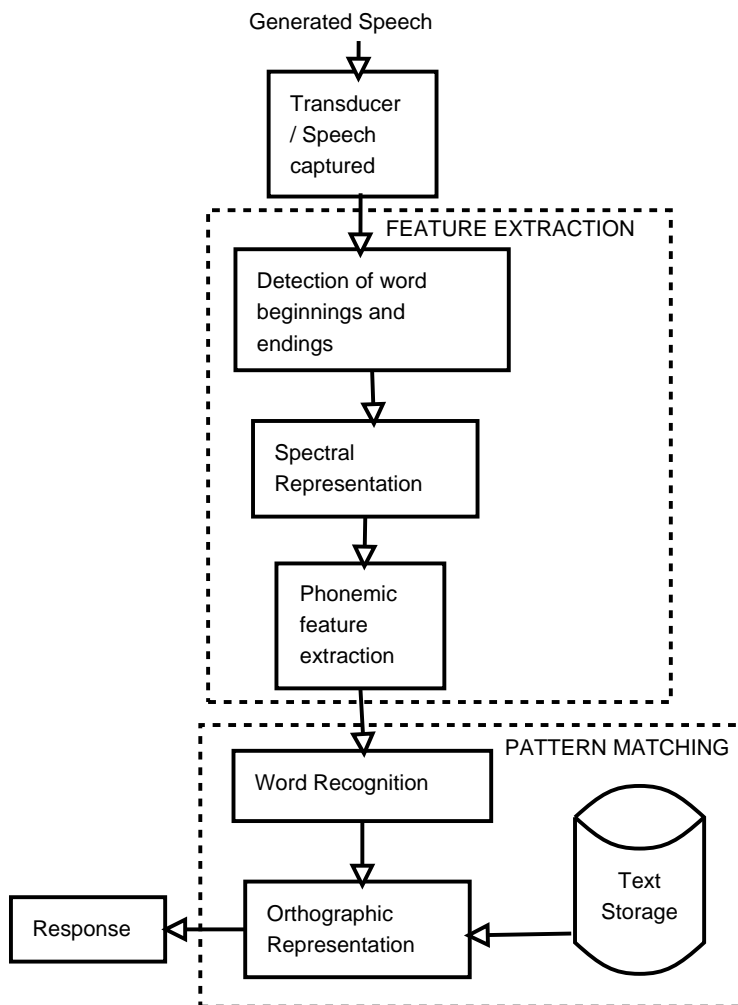 Generated Speech
Transducer
/ Speech
captured
FEATURE EXTRACTION
Detection of word
beginnings and
endings
Spectral
Representation
Phonemic
feature
extraction
PATTERN MATCHING
Word Recognition
Text
Storage
Orthographic
Representation
Response